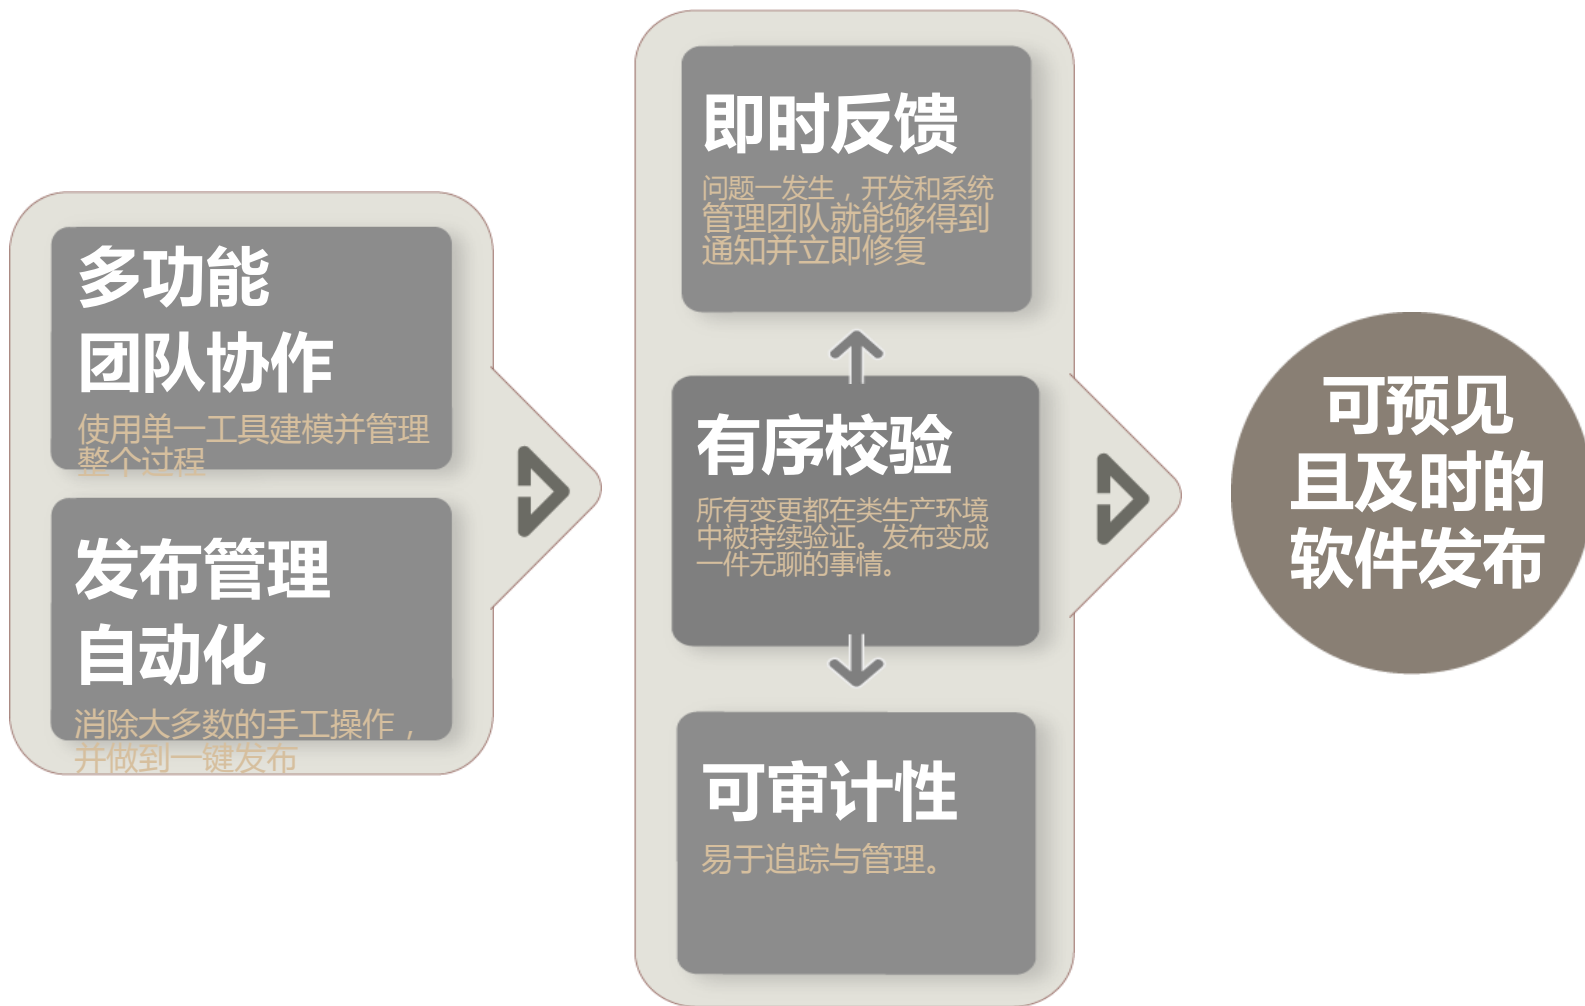 多功能
团队协作
使用单一工具建模并管理
整个过程
发布管理
自动化
消除大多数的手工操作，
并做到一键发布
即时反馈
问题一发生，开发和系统
管理团队就能够得到
通知并立即修复
有序校验
所有变更都在类生产环境
中被持续验证。发布变成
一件无聊的事情。
可审计性
易于追踪与管理。
可预见
且及时的
软件发布